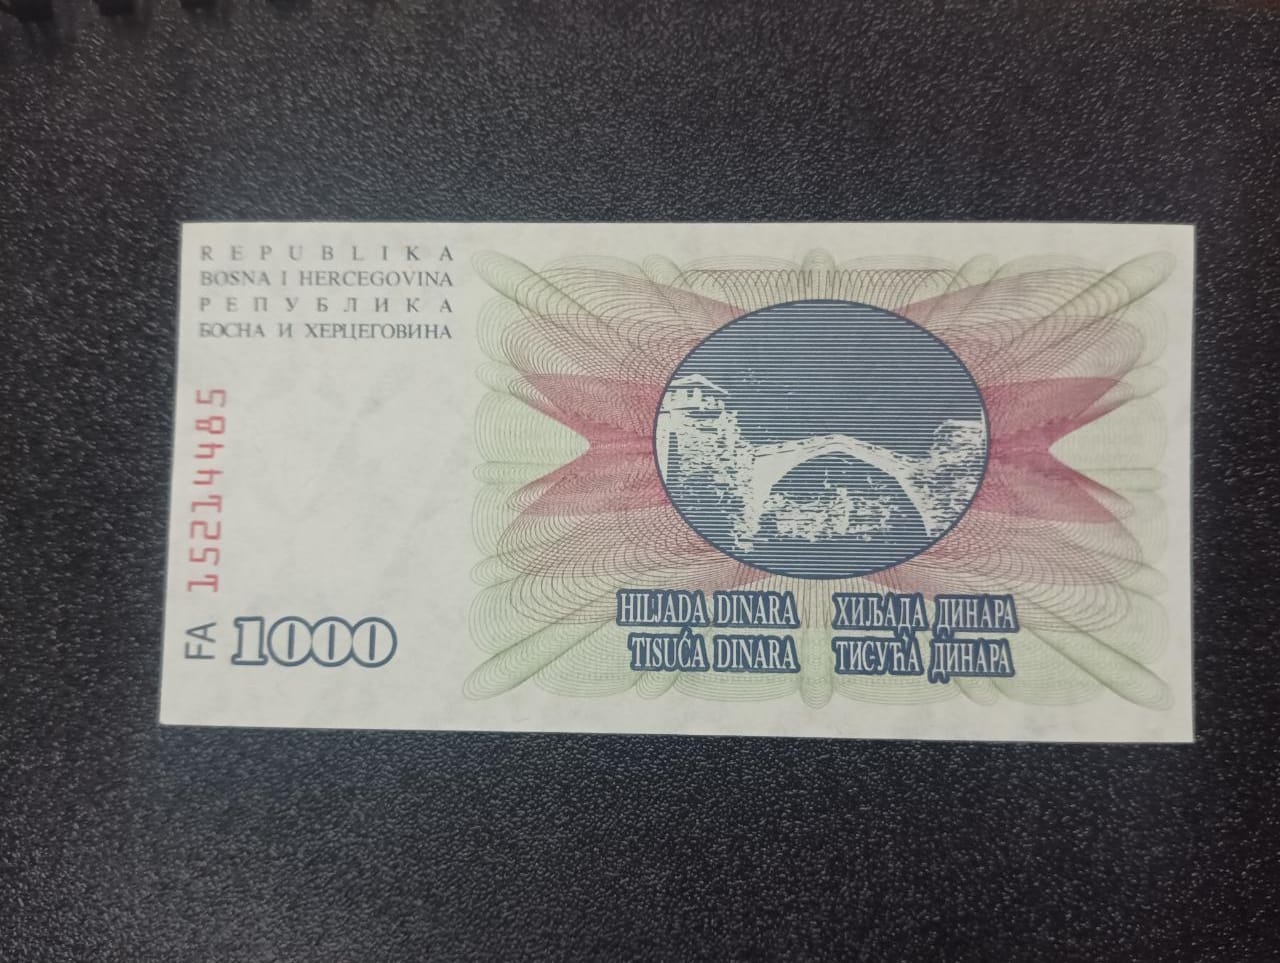 REPUBLIKA
BOSNA I HERCEGOVINA
РЕПУБЛИКА
БОСНА И ХЕРЦЕГОВИНА
FA 15214485
1000
HILJADA DINARA ХИЉАДА ДИНАРА
TISUĆA DINARA ТИСУЋА ДИНАРА